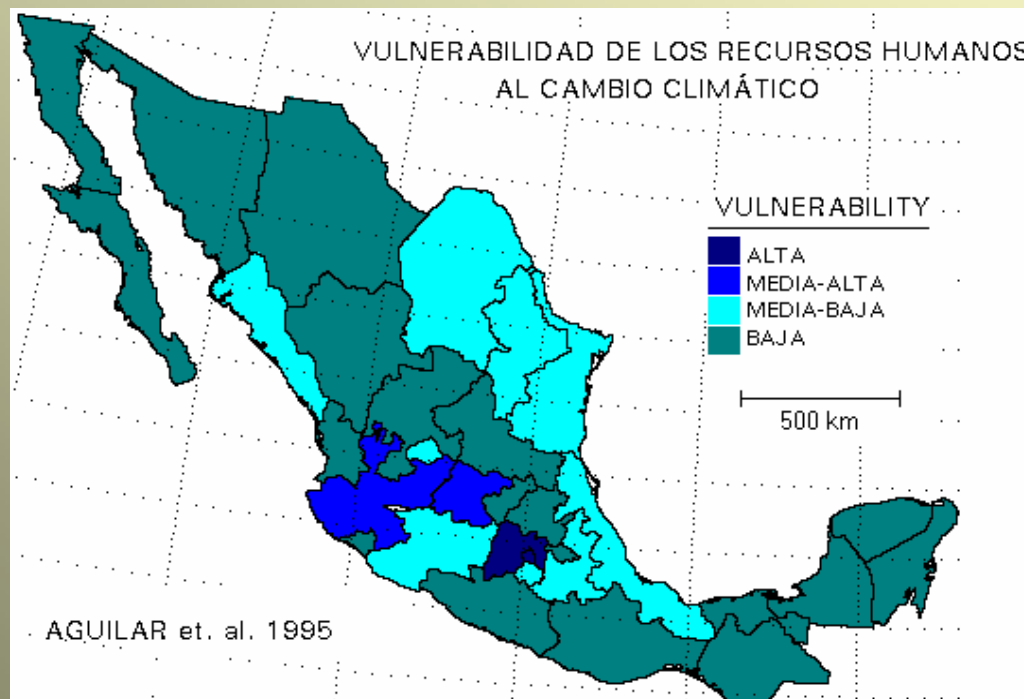 VULNERABILIDAD DE LOS RECURSOS HUMANOS
AL CAMBIO CLIMÁTICO
VULNERABILITY
ALTA
MEDIA-ALTA
MEDIA-BAJA
BAJA
500 km
AGUILAR et. al. 1995